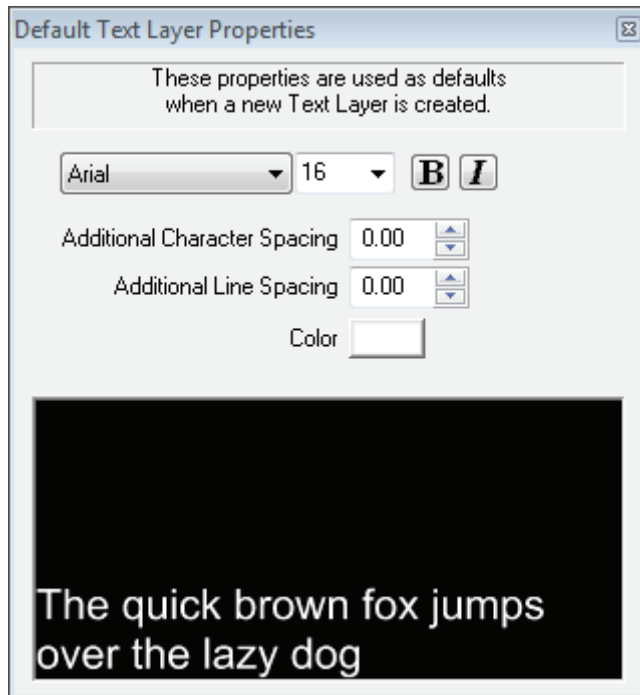 Default Text Layer Properties
These properties are used as defaults
when a new Text Layer is created.
Arial 16 B I
Additional Character Spacing 0.00
Additional Line Spacing 0.00
Color
The quick brown fox jumps
over the lazy dog